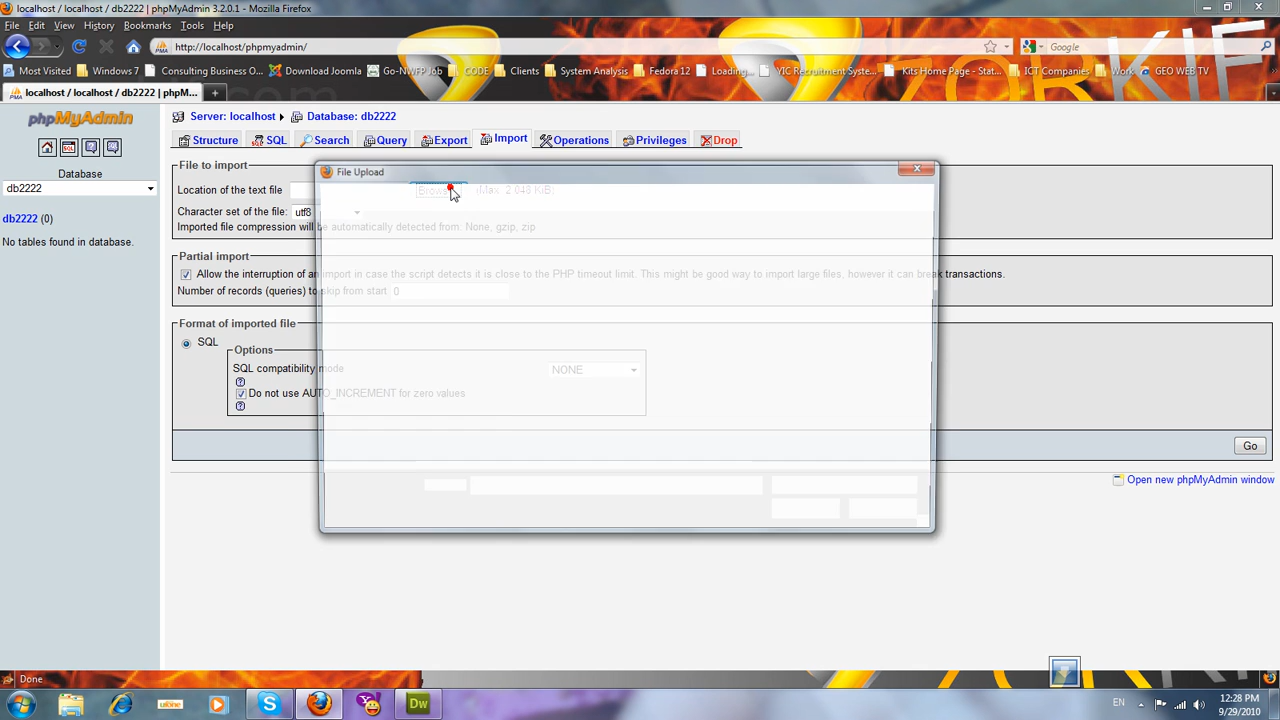 localhost / localhost / db2222 | phpMyAdmin 3.2.0.1 - Mozilla Firefox
File Edit View History Bookmarks Tools Help
http://localhost/phpmyadmin/
Google
Most Visited Windows 7 Consulting Business O... Download Joomla Go-NWFP Job CODE Clients System Analysis Fedora 12 Loading... VIC Recruitment Syste... Kits Home Page - Stat... ICT Companies Work GEO WEB TV
localhost / localhost / db2222 | phpM...
phpMyAdmin
Database
db2222
db2222 (0)
No tables found in database.
Server: localhost Database: db2222
Structure SQL Search Query Export Import Operations Privileges Drop
File to import
File Upload
Location of the text file Brows (Max: 2,048 KiB)
Character set of the file: utf8
Imported file compression will be automatically detected from: None, gzip, zip
Partial import
Allow the interruption of an import in case the script detects it is close to the PHP timeout limit. This might be good way to import large files, however it can break transactions.
Number of records (queries) to skip from start 0
Format of imported file
SQL
Options
SQL compatibility mode NONE
Do not use AUTO_INCREMENT for zero values
Go
Open new phpMyAdmin window
Done
ufone
Dw
EN
12:28 PM
9/29/2010